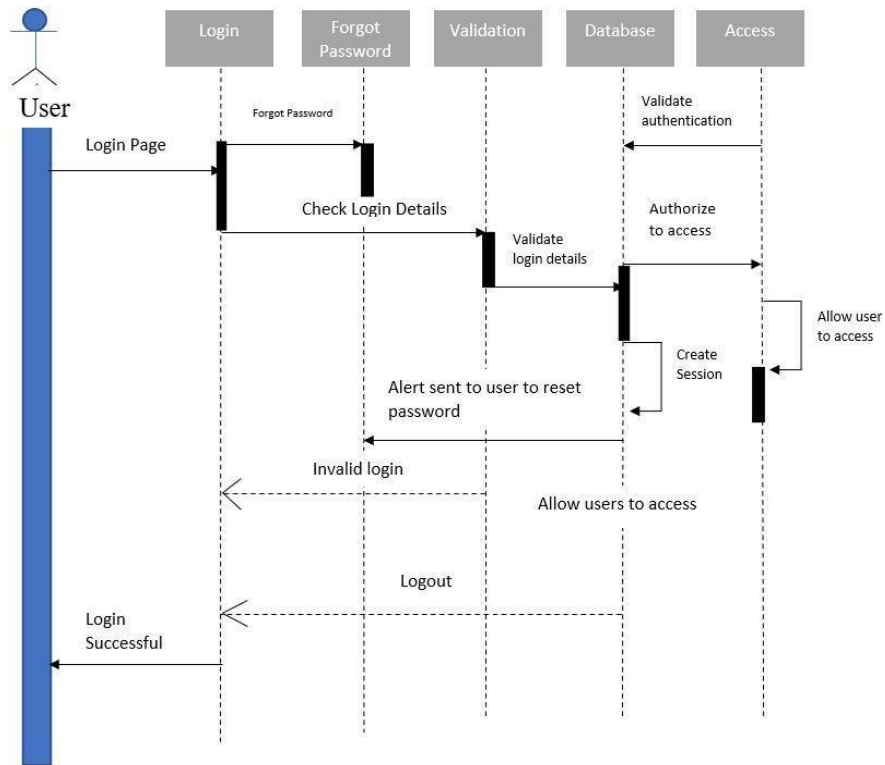 Login
Forgot
Password
Validation
Database
Access
User
Forgot Password
Validate
authentication
Login Page
Check Login Details
Authorize
to access
Validate
login details
Allow user
to access
Create
Session
Alert sent to user to reset
password
Invalid login
Allow users to access
Logout
Login
Successful